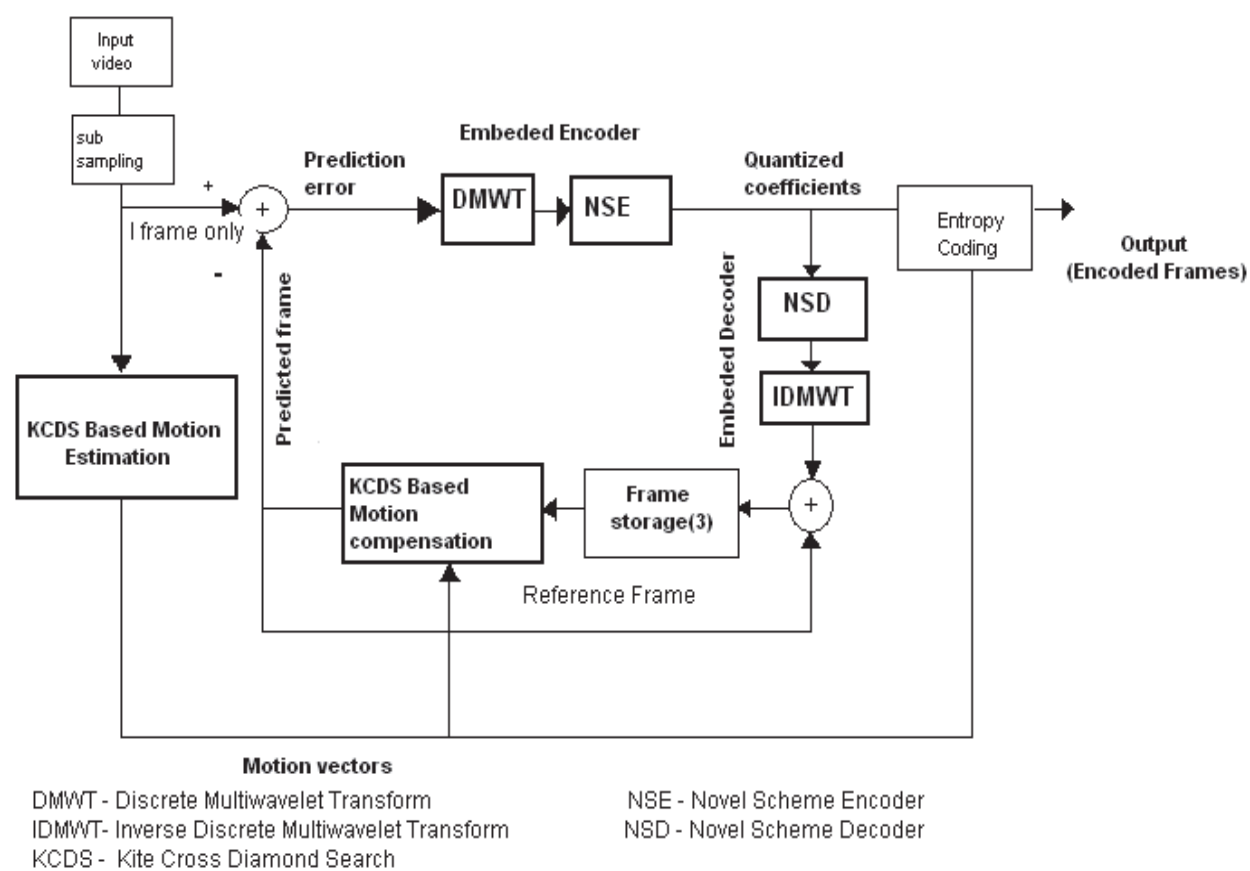 Input
video
sub
sampling
Embeded Encoder
Prediction
error
Quantized
coefficients
+
+
DMWT
NSE
Entropy
Coding
I frame only
-
Output
(Encoded Frames)
Predicted frame
Embeded Decoder
NSD
IDMWT
KCDS Based Motion
Estimation
KCDS Based
Motion
compensation
Frame
storage(3)
+
Reference Frame
Motion vectors
DMWT - Discrete Multiwavelet Transform
IDMWT- Inverse Discrete Multiwavelet Transform
KCDS - Kite Cross Diamond Search
NSE - Novel Scheme Encoder
NSD - Novel Scheme Decoder